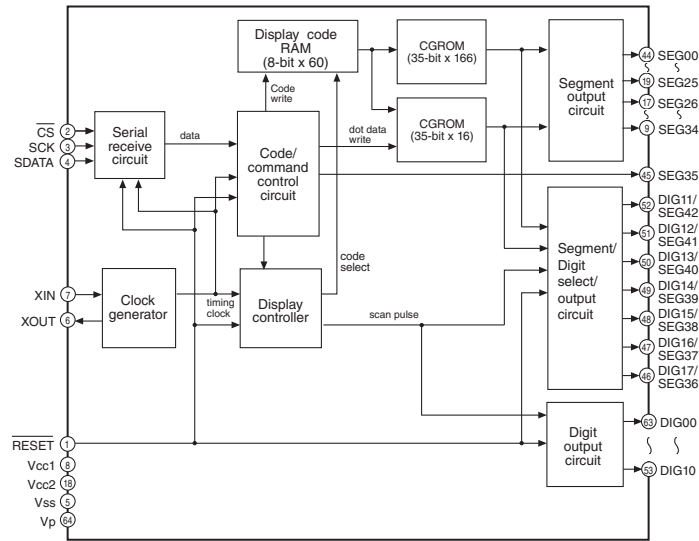 Display code
RAM
(8-bit x 60)
CGROM
(35-bit x 166)
CGROM
(35-bit x 16)
Segment
output
circuit
44 SEG00
19 SEG25
17 SEG26
9 SEG34
Code
write
CS 2
SCK 3
SDATA 4
Serial
receive
circuit
data
Code/
command
control
circuit
dot data
write
45 SEG35
52 DIG11/
SEG42
51 DIG12/
SEG41
50 DIG13/
SEG40
49 DIG14/
SEG39
48 DIG15/
SEG38
47 DIG16/
SEG37
46 DIG17/
SEG36
Segment/
Digit
select/
output
circuit
code
select
XIN 7
XOUT 6
Clock
generator
timing
clock
Display
controller
scan pulse
RESET 1
Vcc1 8
Vcc2 18
Vss 5
Vp 64
Digit
output
circuit
63 DIG00
53 DIG10